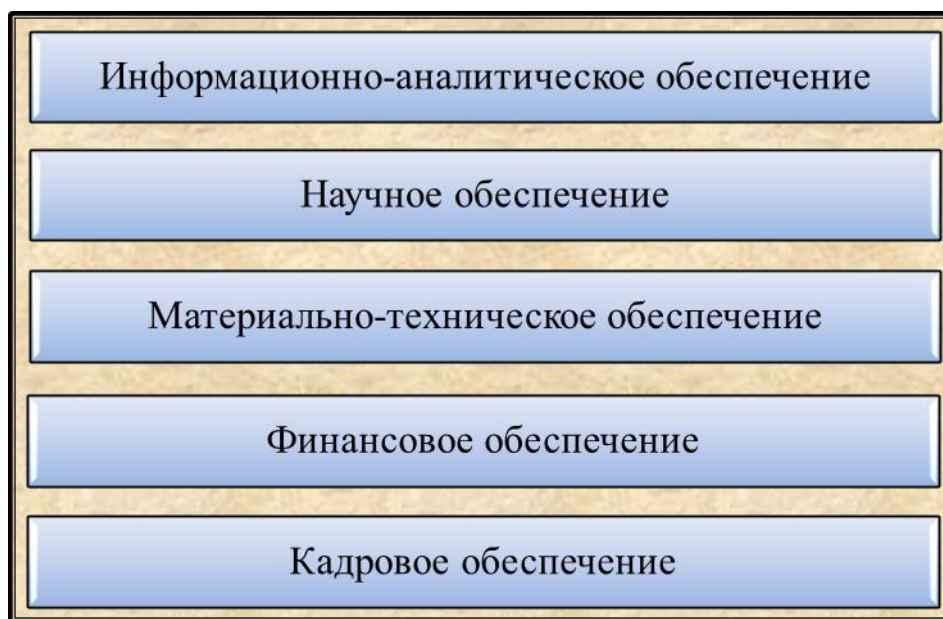 Информационно-аналитическое обеспечение
Научное обеспечение
Материально-техническое обеспечение
Финансовое обеспечение
Кадровое обеспечение